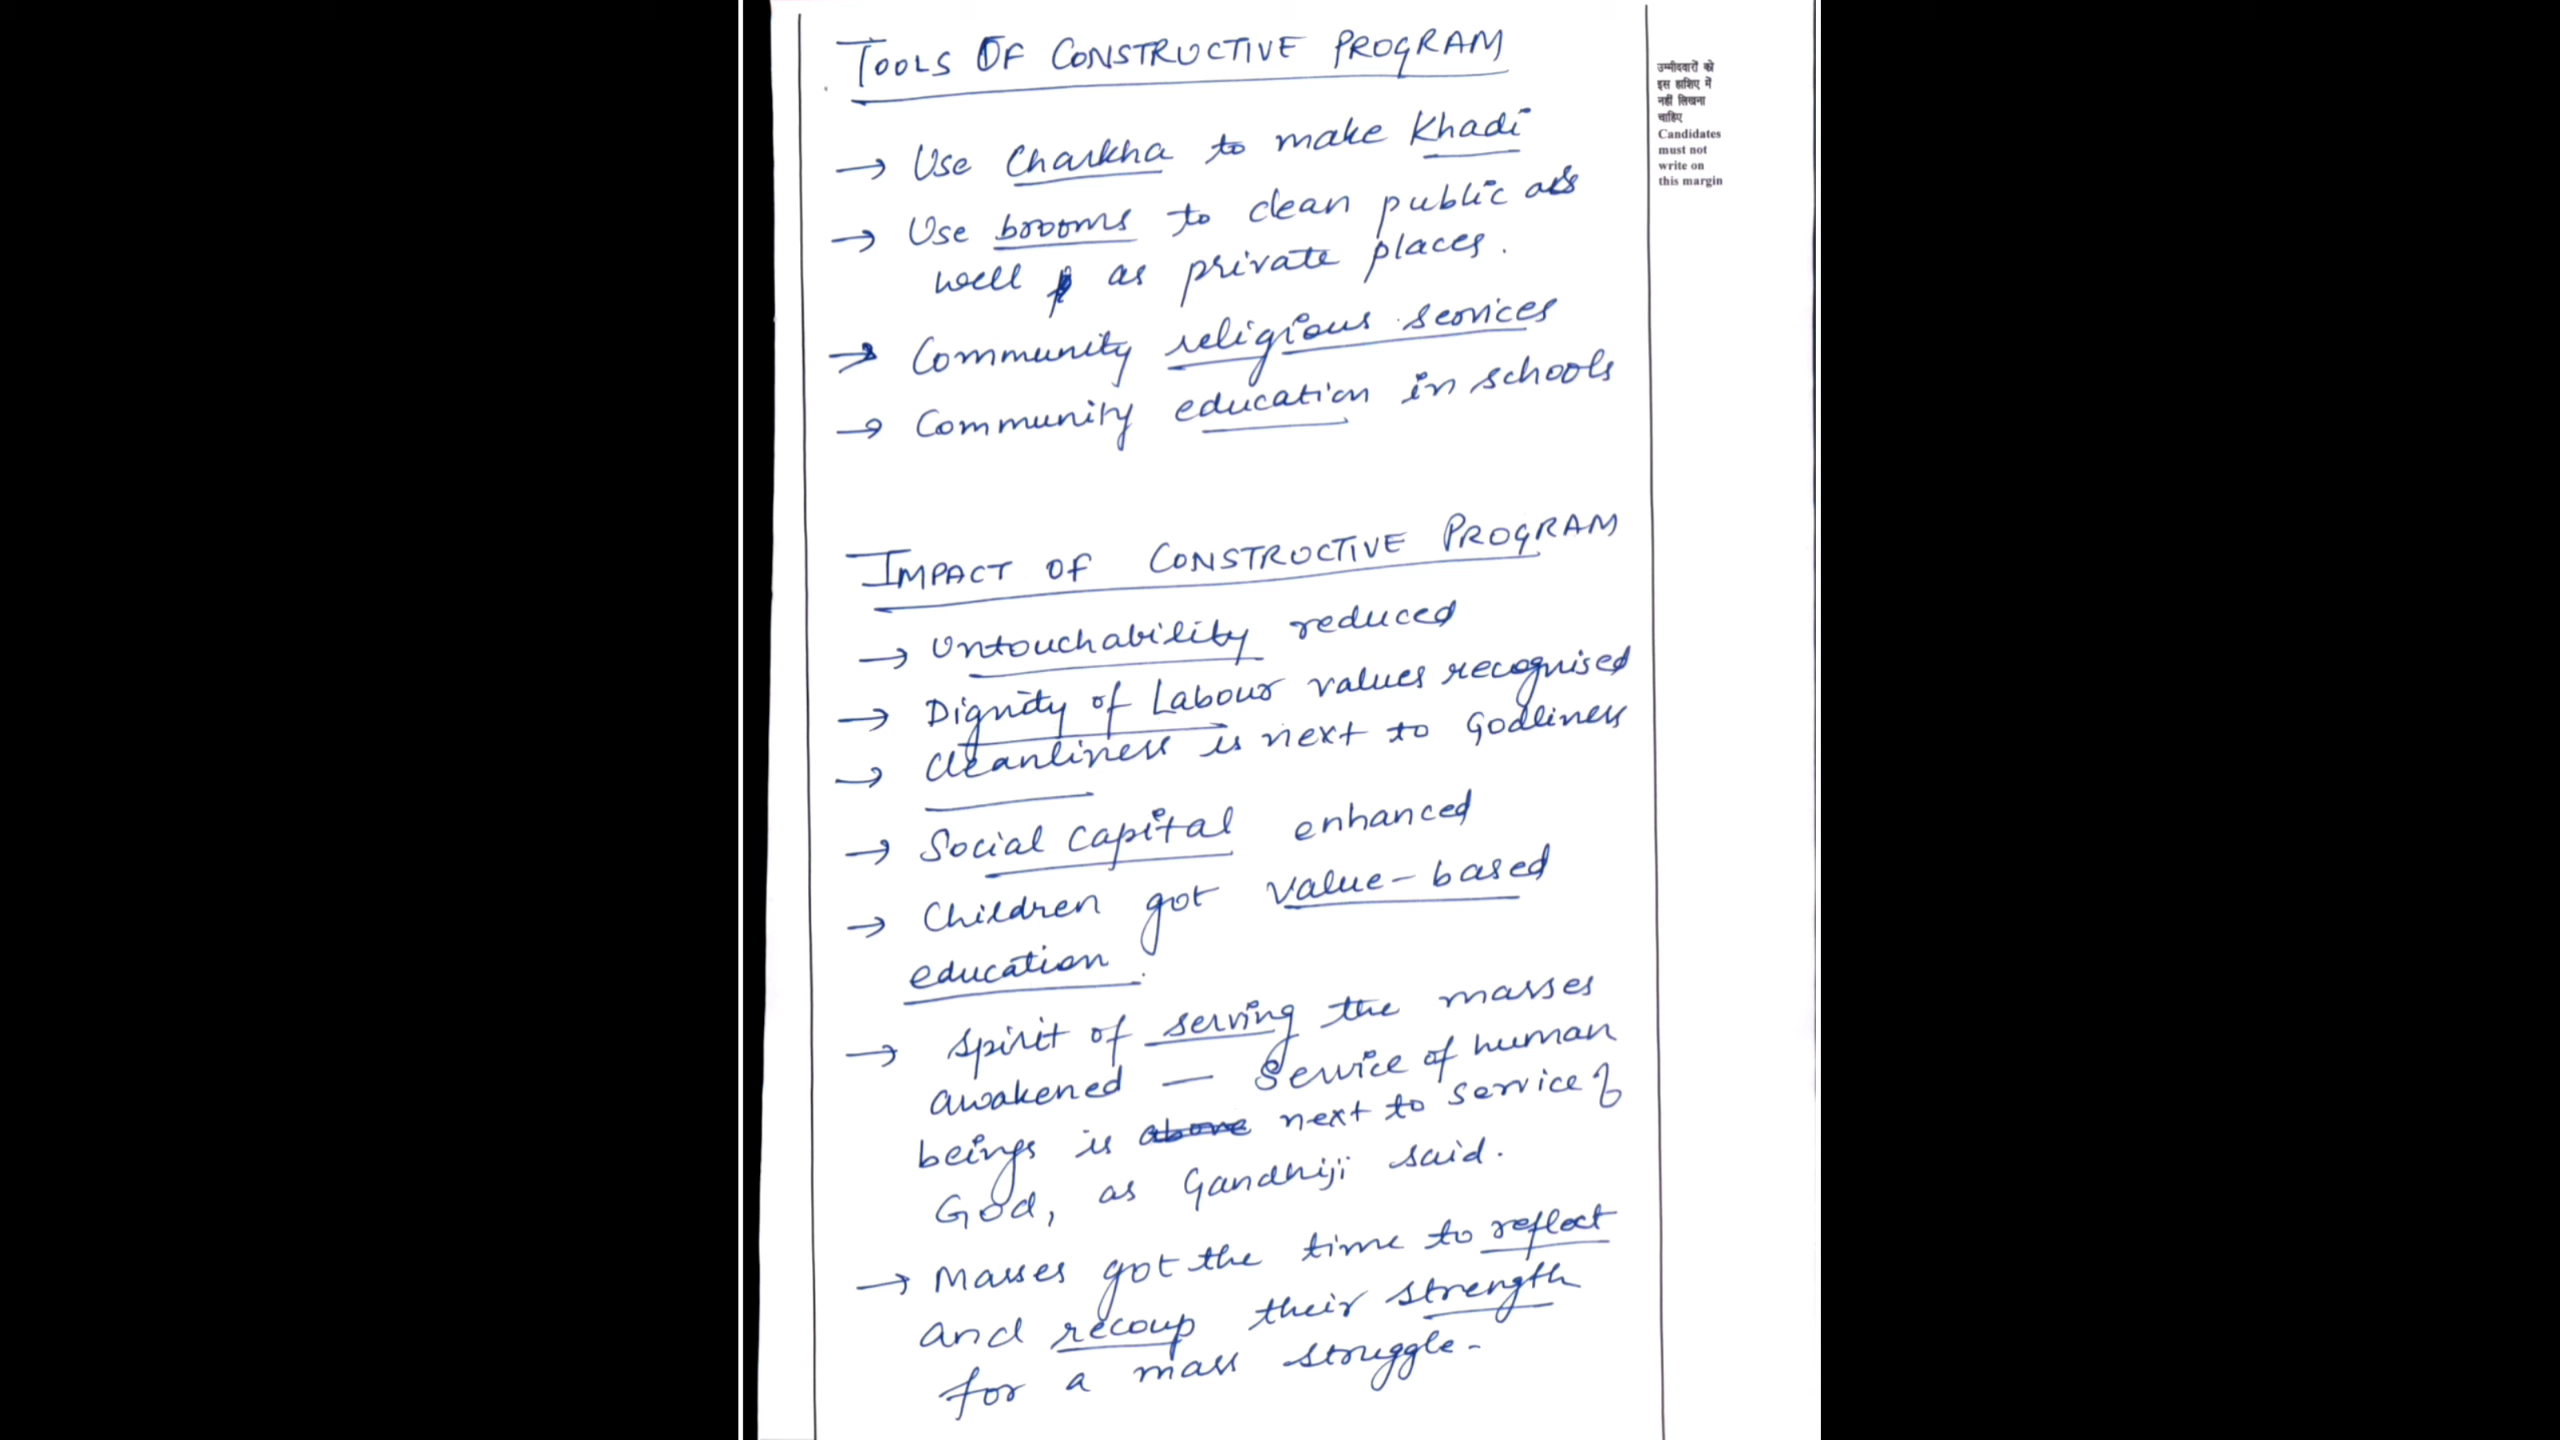 TOOLS OF CONSTRUCTIVE PROGRAM
→ Use Charkha to make Khadi
→ Use brooms to clean public as
well as private places.
→ Community religious services
→ Community education in schools
IMPACT OF CONSTRUCTIVE PROGRAM
→ Untouchability reduced
→ Dignity of Labour values recognised
→ Cleanliness is next to Godliness
→ Social capital enhanced
→ Children got value-based
education.
→ Spirit of serving the masses
awakened — Service of human
beings is above next to service of
God, as Gandhiji said.
→ Masses got the time to reflect
and recoup their strength
for a mass struggle.
उम्मीदवारों को
इस हाशिए में
नहीं लिखना
चाहिए
Candidates
must not
write on
this margin